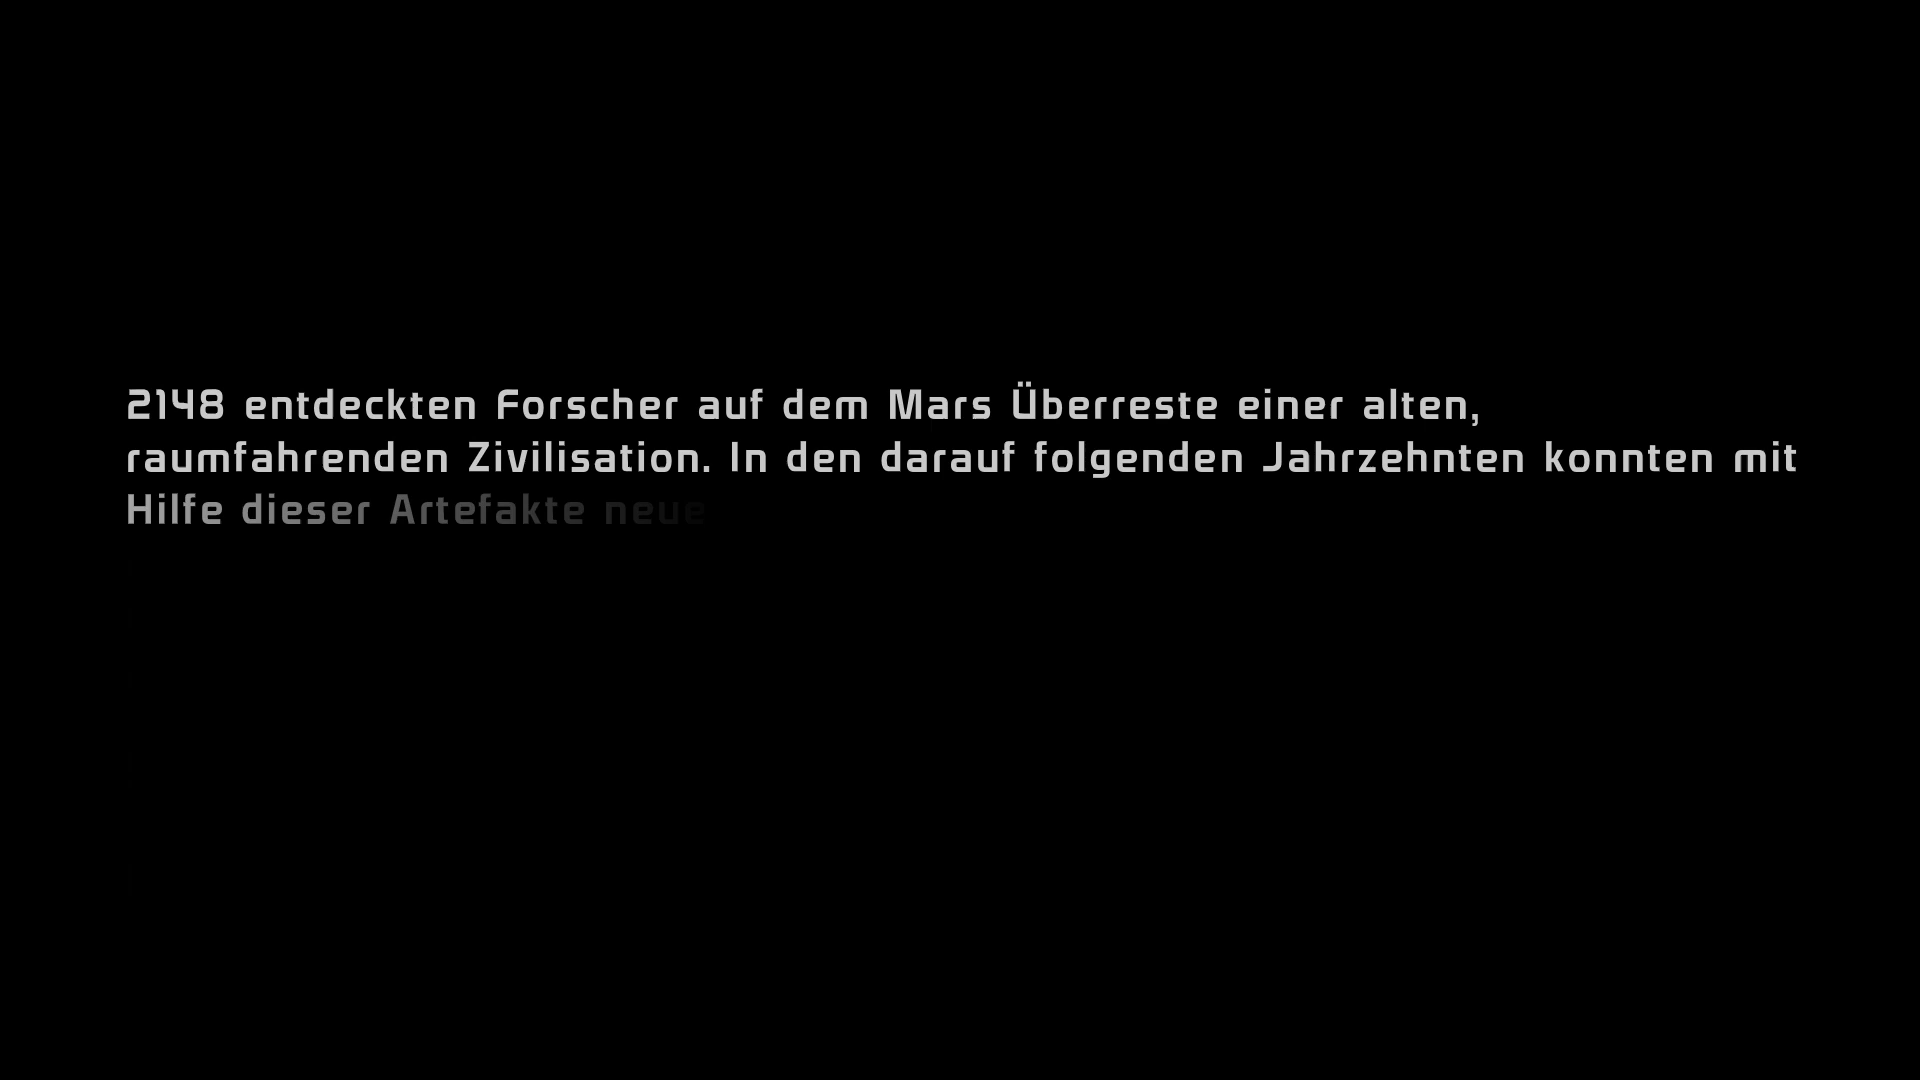 2148 entdeckten Forscher auf dem Mars Überreste einer alten,
raumfahrenden Zivilisation. In den darauf folgenden Jahrzehnten konnten mit
Hilfe dieser Artefakte neue